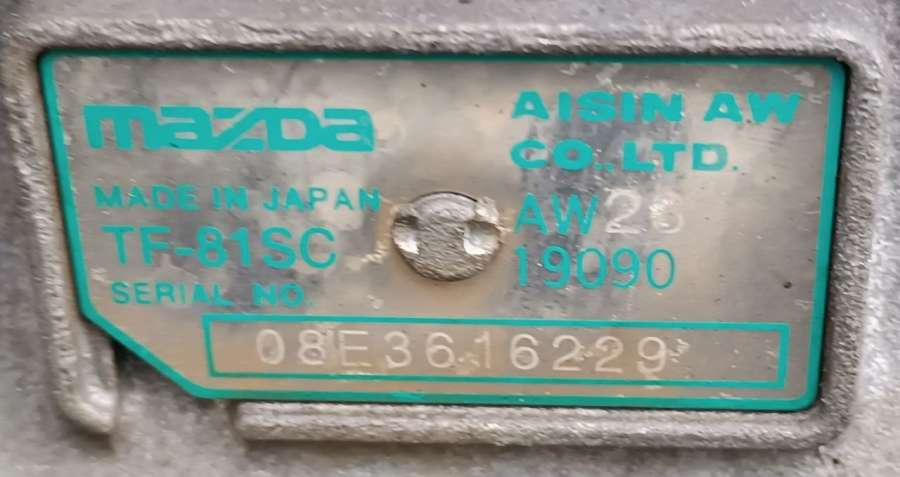 mazda
MADE IN JAPAN
TF-81SC
SERIAL NO.
AISIN AW
CO.,LTD.
19090
08E3616229